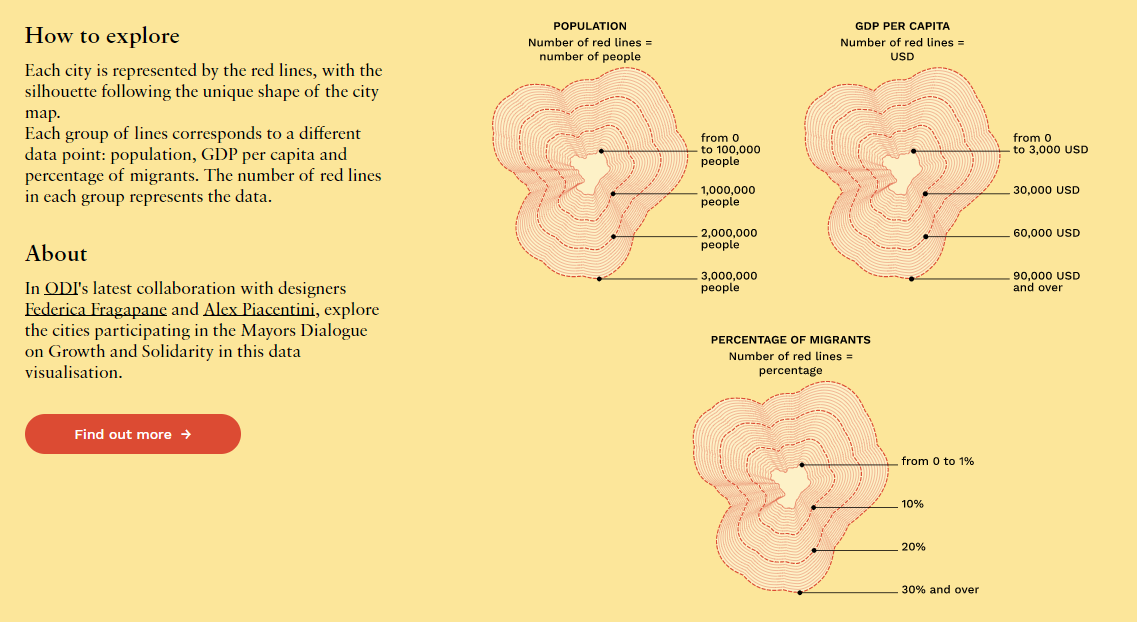 How to explore
Each city is represented by the red lines, with the
silhouette following the unique shape of the city
map.
Each group of lines corresponds to a different
data point: population, GDP per capita and
percentage of migrants. The number of red lines
in each group represents the data.
About
In ODI's latest collaboration with designers
Federica Fragapane and Alex Piacentini, explore
the cities participating in the Mayors Dialogue
on Growth and Solidarity in this data
visualisation.
Find out more →
POPULATION
Number of red lines =
number of people
from 0
to 100,000
people
1,000,000
people
2,000,000
people
3,000,000
people
GDP PER CAPITA
Number of red lines =
USD
from 0
to 3,000 USD
30,000 USD
60,000 USD
90,000 USD
and over
PERCENTAGE OF MIGRANTS
Number of red lines =
percentage
from 0 to 1%
10%
20%
30% and over